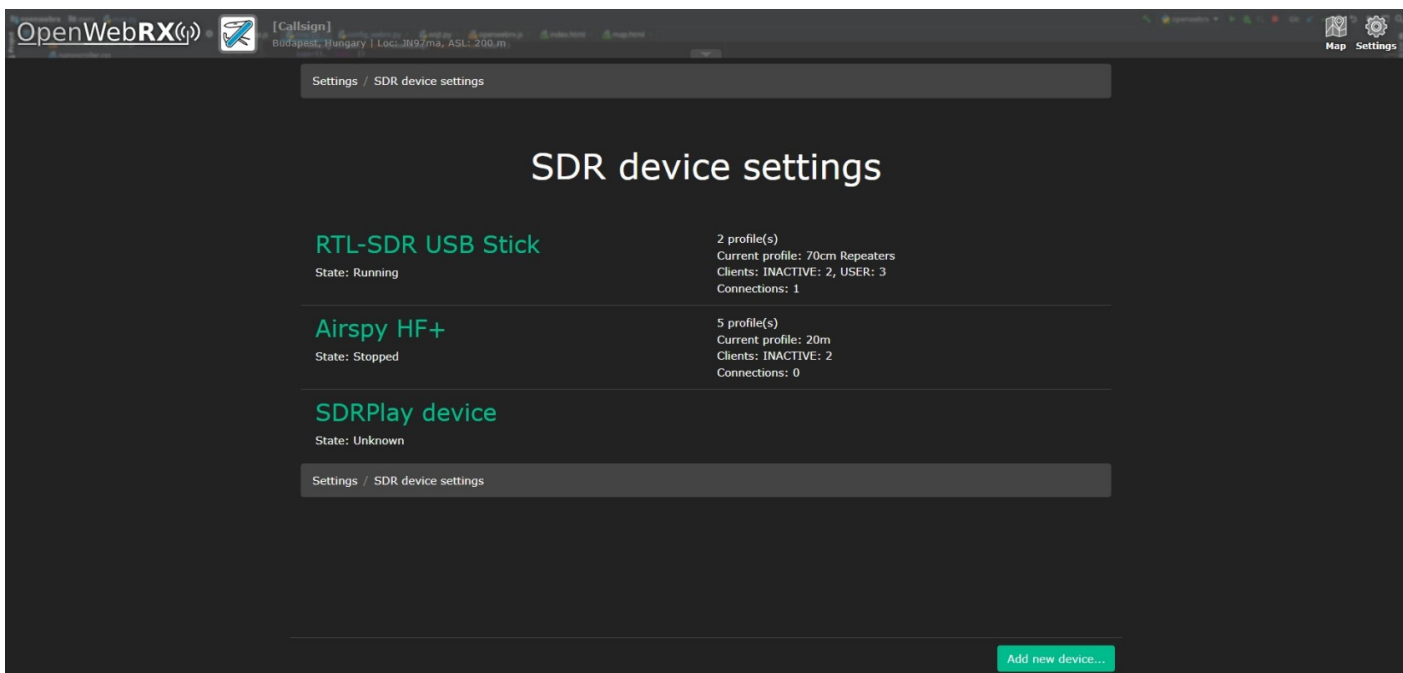 OpenWebRX
[Callsign]
Budapest, Hungary | Loc: JN97ma, ASL: 200 m
Map
Settings
Settings / SDR device settings
SDR device settings
RTL-SDR USB Stick
State: Running
2 profile(s)
Current profile: 70cm Repeaters
Clients: INACTIVE: 2, USER: 3
Connections: 1
Airspy HF+
State: Stopped
5 profile(s)
Current profile: 20m
Clients: INACTIVE: 2
Connections: 0
SDRPlay device
State: Unknown
Settings / SDR device settings
Add new device...